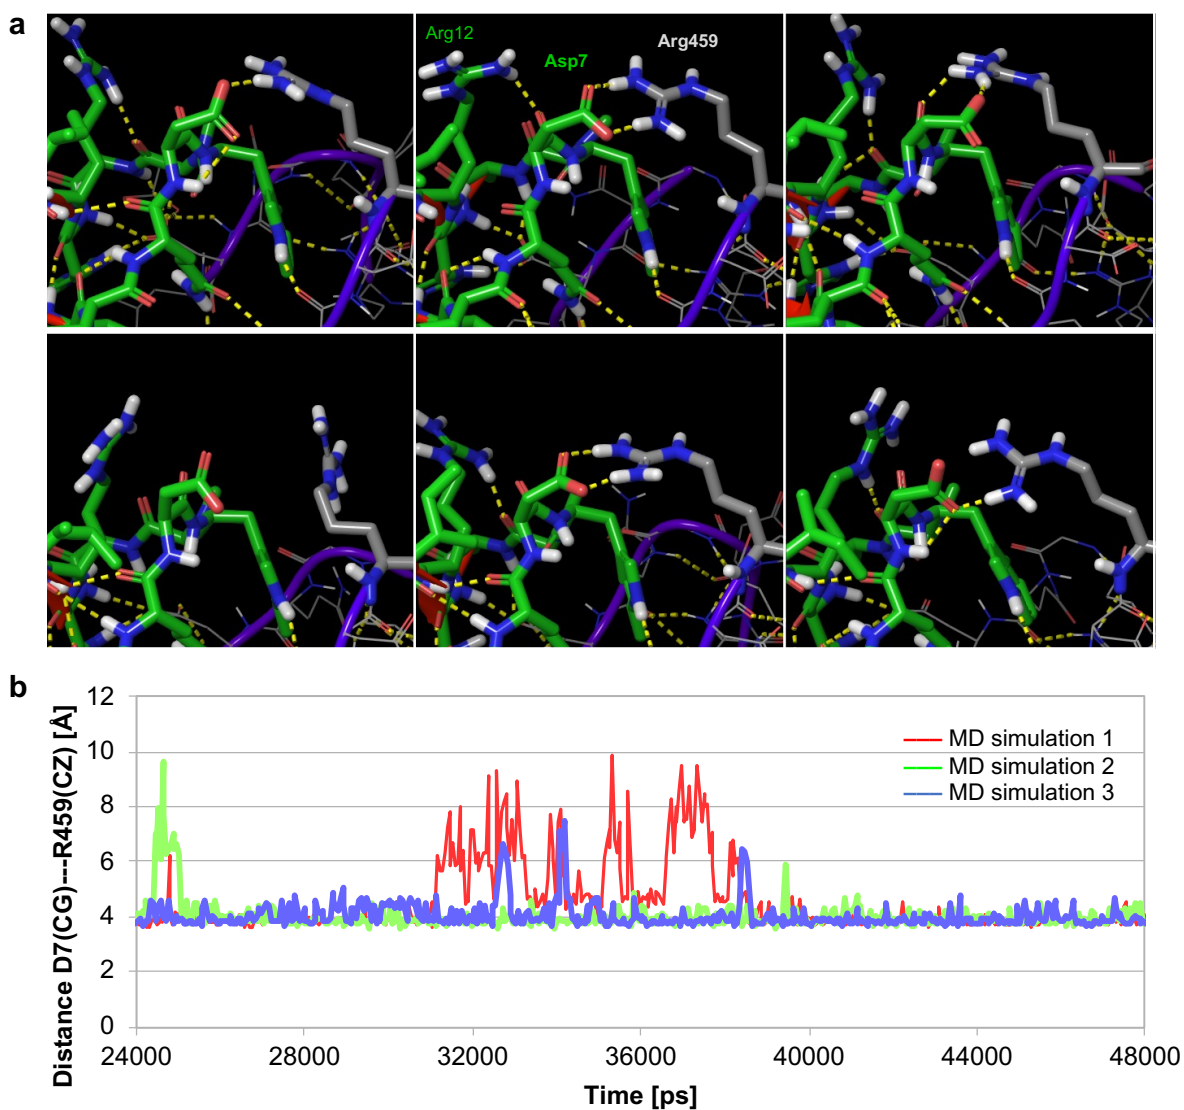 a
Arg12
Asp7
Arg459
b
Distance D7(CG)---R459(CZ) [Å]
12
10
8
6
4
2
0
MD simulation 1
MD simulation 2
MD simulation 3
24000 28000 32000 36000 40000 44000 48000
Time [ps]